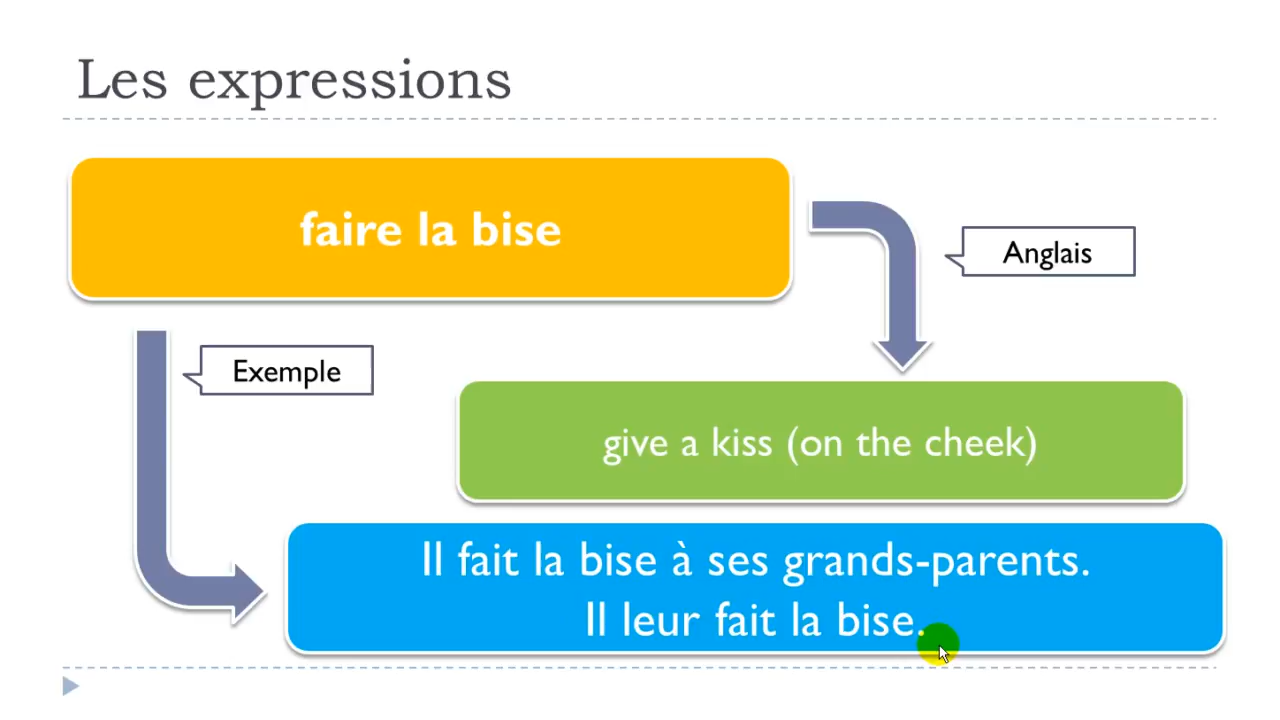 Les expressions
faire la bise
Anglais
Exemple
give a kiss (on the cheek)
Il fait la bise à ses grands-parents.
Il leur fait la bise.